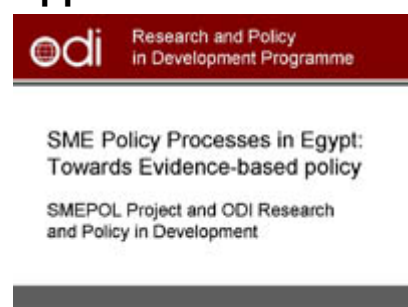 odi
Research and Policy
in Development Programme
SME Policy Processes in Egypt:
Towards Evidence-based policy
SMEPOL Project and ODI Research
and Policy in Development